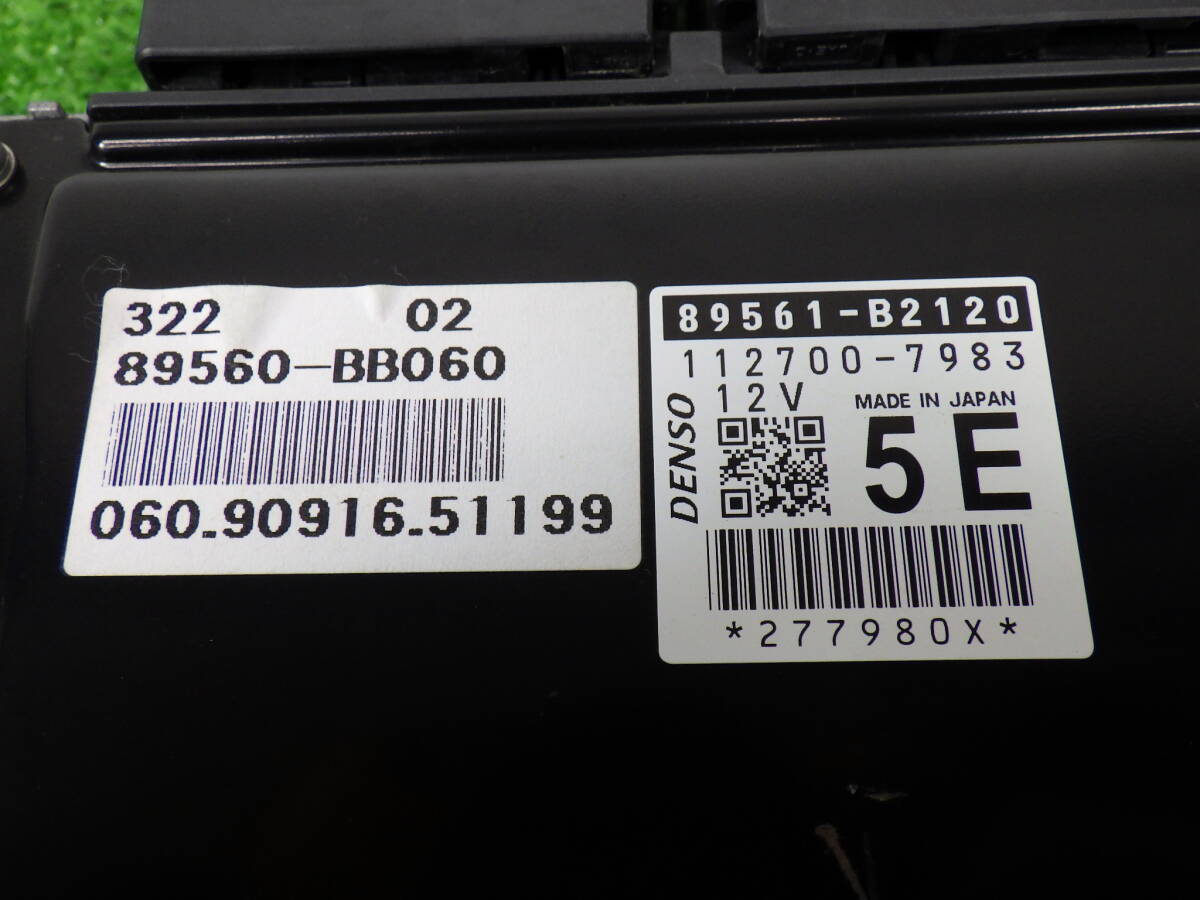 322 02
89560-BB060
060.90916.51199
89561-B2120
112700-7983
12V
MADE IN JAPAN
DENSO
5E
*277980X*